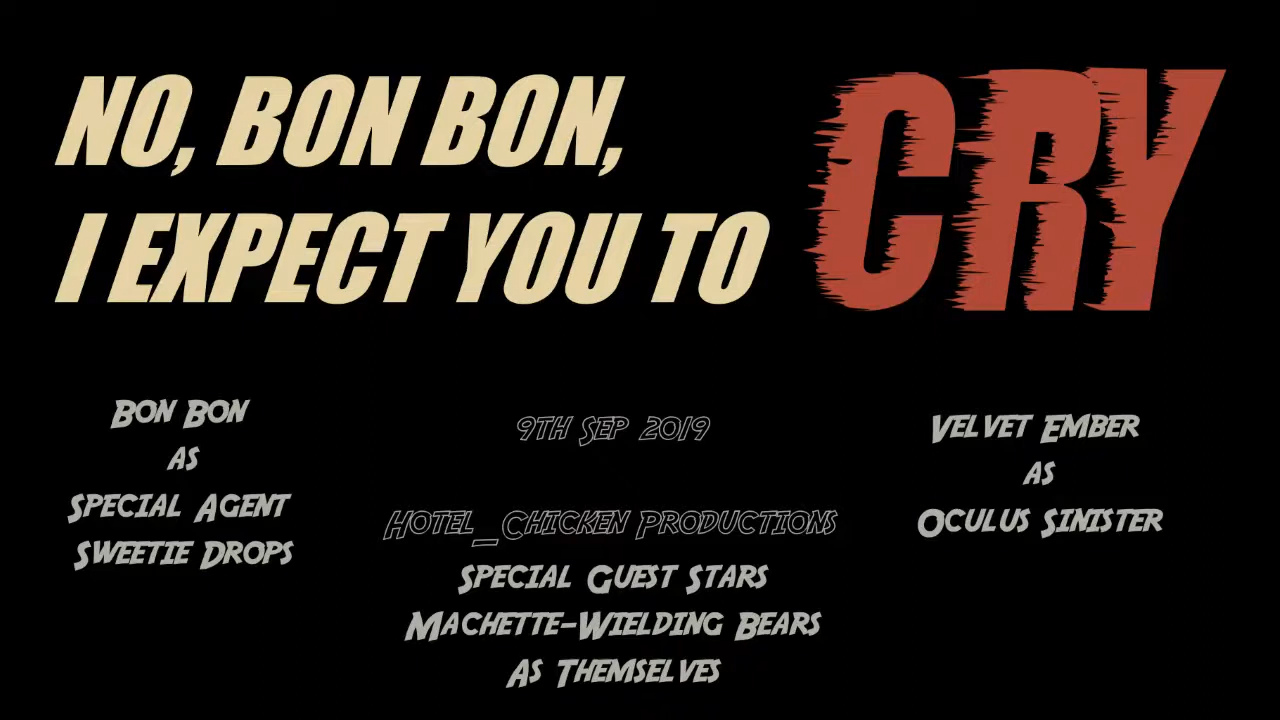 NO, BON BON,
I EXPECT YOU TO
CRY
Bon Bon
as
Special Agent
Sweetie Drops
9th Sep 2019
Hotel_Chicken Productions
Special Guest Stars
Machette-Wielding Bears
As Themselves
Velvet Ember
as
Oculus Sinister